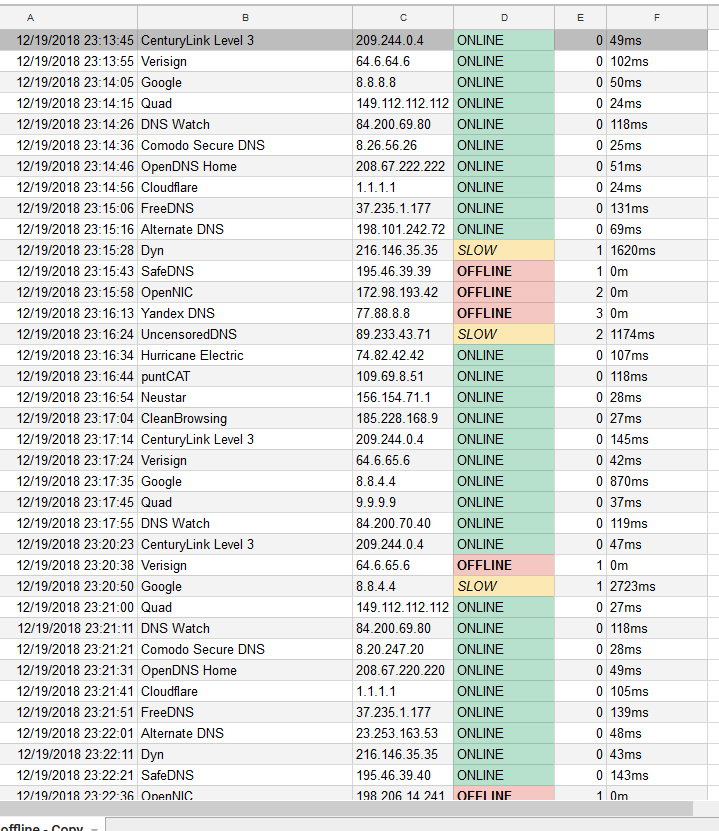 A B C D E F
12/19/2018 23:13:45 CenturyLink Level 3 209.244.0.4 ONLINE 0 49ms
12/19/2018 23:13:55 Verisign 64.6.64.6 ONLINE 0 102ms
12/19/2018 23:14:05 Google 8.8.8.8 ONLINE 0 50ms
12/19/2018 23:14:15 Quad 149.112.112.112 ONLINE 0 24ms
12/19/2018 23:14:26 DNS Watch 84.200.69.80 ONLINE 0 118ms
12/19/2018 23:14:36 Comodo Secure DNS 8.26.56.26 ONLINE 0 25ms
12/19/2018 23:14:46 OpenDNS Home 208.67.222.222 ONLINE 0 51ms
12/19/2018 23:14:56 Cloudflare 1.1.1.1 ONLINE 0 24ms
12/19/2018 23:15:06 FreeDNS 37.235.1.177 ONLINE 0 131ms
12/19/2018 23:15:16 Alternate DNS 198.101.242.72 ONLINE 0 69ms
12/19/2018 23:15:28 Dyn 216.146.35.35 SLOW 1 1620ms
12/19/2018 23:15:43 SafeDNS 195.46.39.39 OFFLINE 1 0m
12/19/2018 23:15:58 OpenNIC 172.98.193.42 OFFLINE 2 0m
12/19/2018 23:16:13 Yandex DNS 77.88.8.8 OFFLINE 3 0m
12/19/2018 23:16:24 UncensoredDNS 89.233.43.71 SLOW 2 1174ms
12/19/2018 23:16:34 Hurricane Electric 74.82.42.42 ONLINE 0 107ms
12/19/2018 23:16:44 puntCAT 109.69.8.51 ONLINE 0 118ms
12/19/2018 23:16:54 Neustar 156.154.71.1 ONLINE 0 28ms
12/19/2018 23:17:04 CleanBrowsing 185.228.168.9 ONLINE 0 27ms
12/19/2018 23:17:14 CenturyLink Level 3 209.244.0.4 ONLINE 0 145ms
12/19/2018 23:17:24 Verisign 64.6.65.6 ONLINE 0 42ms
12/19/2018 23:17:35 Google 8.8.4.4 ONLINE 0 870ms
12/19/2018 23:17:45 Quad 9.9.9.9 ONLINE 0 37ms
12/19/2018 23:17:55 DNS Watch 84.200.70.40 ONLINE 0 119ms
12/19/2018 23:20:23 CenturyLink Level 3 209.244.0.4 ONLINE 0 47ms
12/19/2018 23:20:38 Verisign 64.6.65.6 OFFLINE 1 0m
12/19/2018 23:20:50 Google 8.8.4.4 SLOW 1 2723ms
12/19/2018 23:21:00 Quad 149.112.112.112 ONLINE 0 27ms
12/19/2018 23:21:11 DNS Watch 84.200.69.80 ONLINE 0 118ms
12/19/2018 23:21:21 Comodo Secure DNS 8.20.247.20 ONLINE 0 28ms
12/19/2018 23:21:31 OpenDNS Home 208.67.220.220 ONLINE 0 49ms
12/19/2018 23:21:41 Cloudflare 1.1.1.1 ONLINE 0 105ms
12/19/2018 23:21:51 FreeDNS 37.235.1.177 ONLINE 0 139ms
12/19/2018 23:22:01 Alternate DNS 23.253.163.53 ONLINE 0 48ms
12/19/2018 23:22:11 Dyn 216.146.35.35 ONLINE 0 43ms
12/19/2018 23:22:21 SafeDNS 195.46.39.40 ONLINE 0 143ms
12/19/2018 23:22:36 OpenNIC 198.206.14.241 OFFLINE 1 0m
offline - Copy